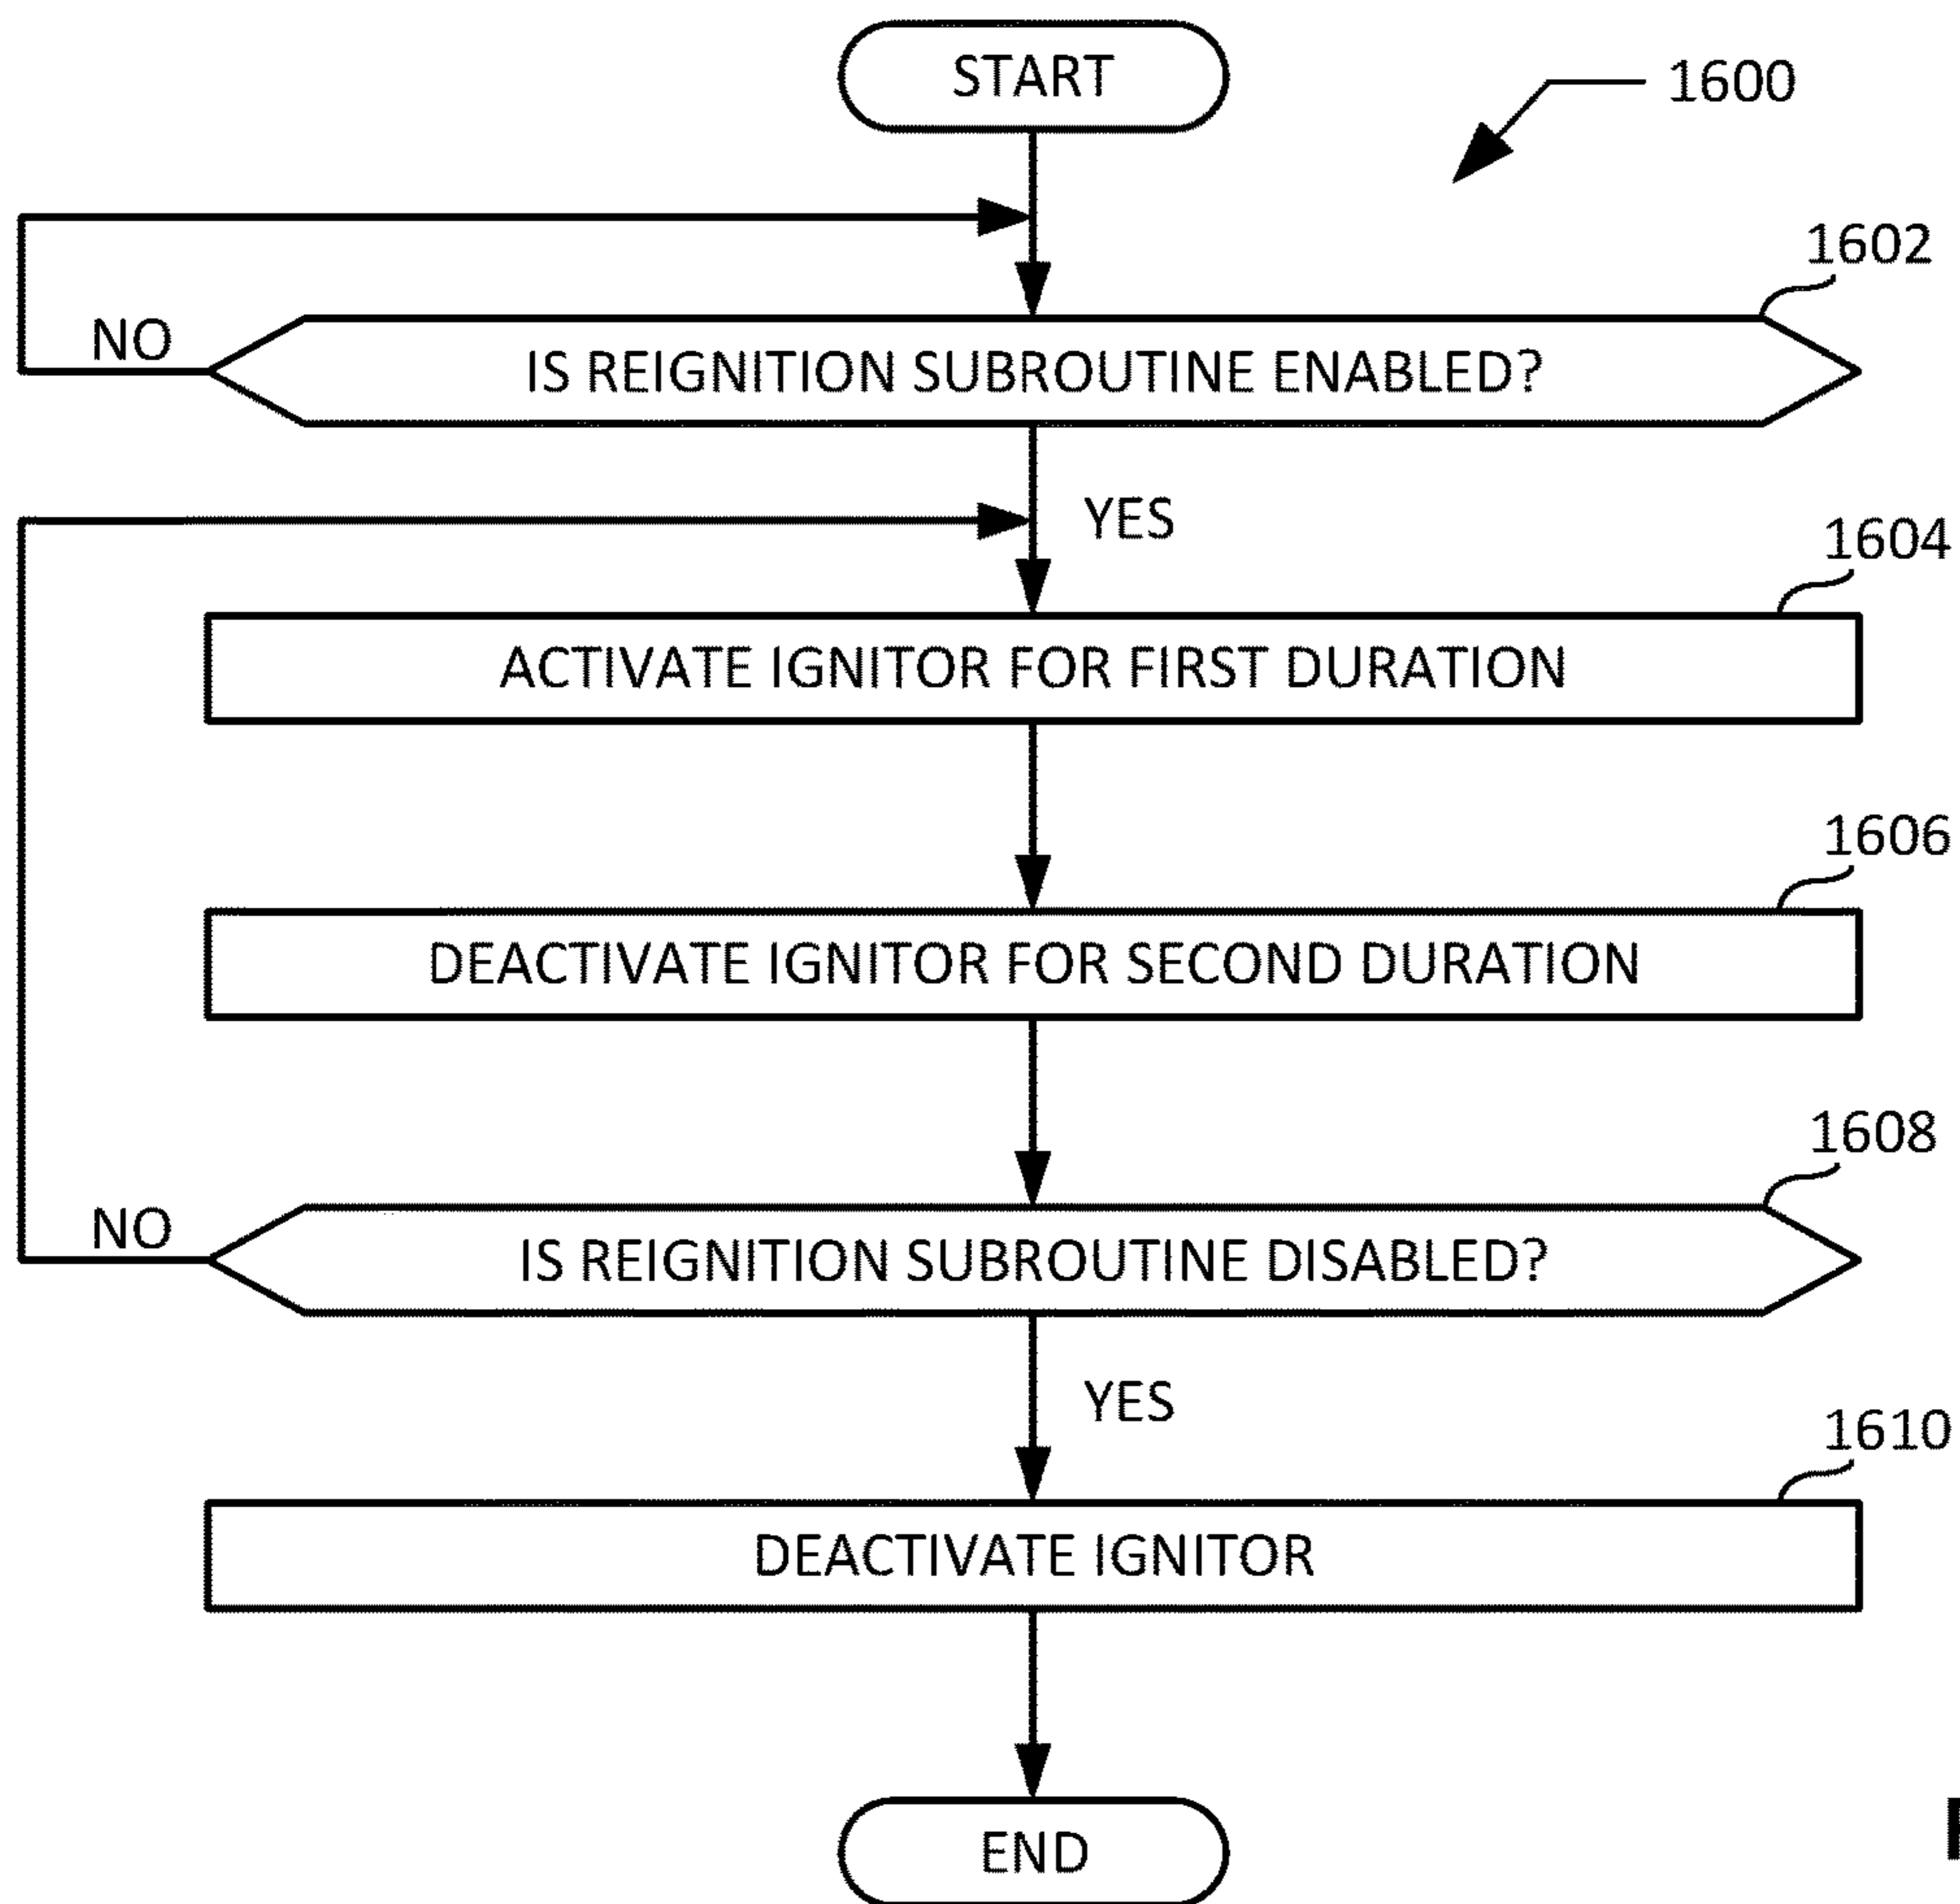 START
1600
1602
NO
IS REIGNITION SUBROUTINE ENABLED?
YES
1604
ACTIVATE IGNITOR FOR FIRST DURATION
1606
DEACTIVATE IGNITOR FOR SECOND DURATION
1608
NO
IS REIGNITION SUBROUTINE DISABLED?
YES
1610
DEACTIVATE IGNITOR
END